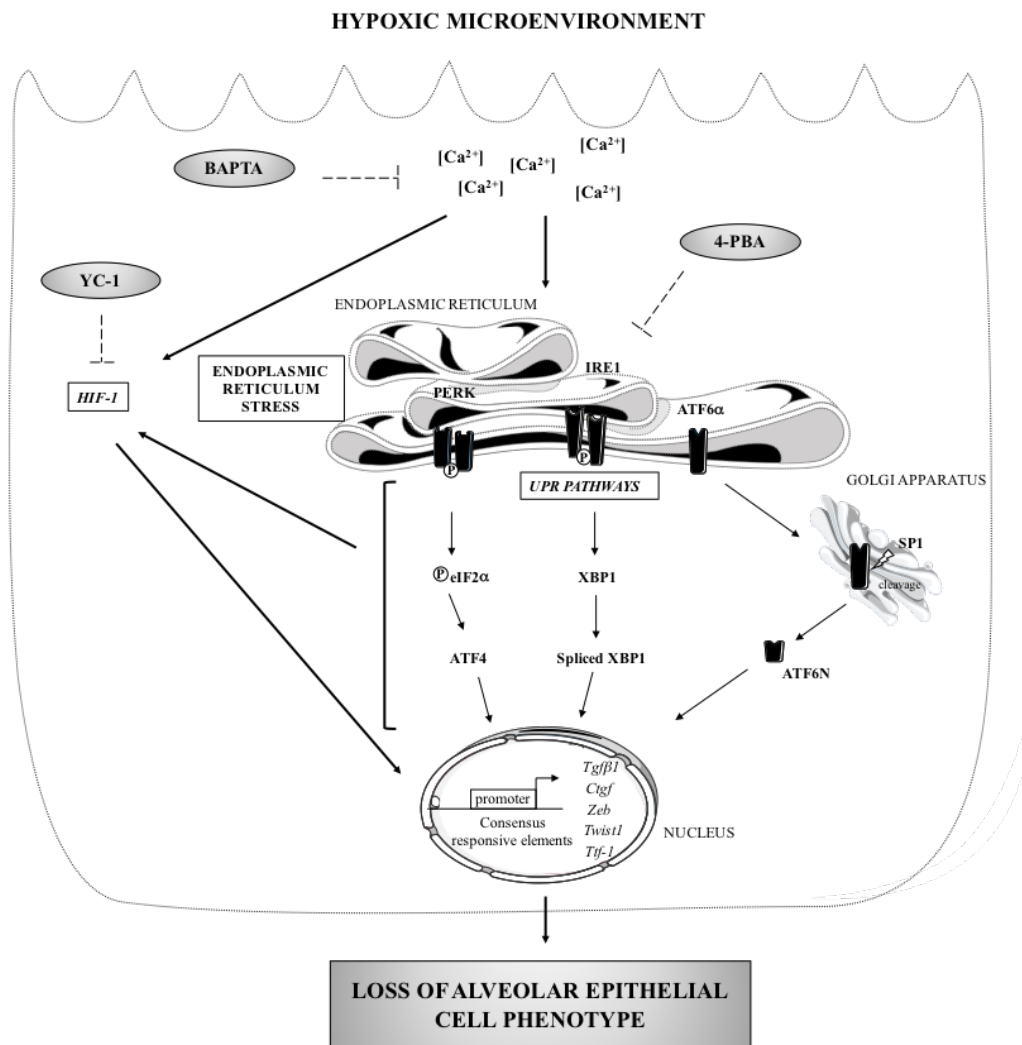 HYPOXIC MICROENVIRONMENT
BAPTA
[Ca²⁺]
[Ca²⁺]
[Ca²⁺]
[Ca²⁺]
[Ca²⁺]
4-PBA
YC-1
ENDOPLASMIC RETICULUM
ENDOPLASMIC
RETICULUM
STRESS
HIF-1
IRE1
PERK
ATF6α
P
P
UPR PATHWAYS
GOLGI APPARATUS
SP1
cleavage
P eIF2α
XBP1
ATF4
Spliced XBP1
ATF6N
Tgfβ1
Ctgf
Zeb
Twist1
Ttf-1
promoter
Consensus
responsive elements
NUCLEUS
LOSS OF ALVEOLAR EPITHELIAL
CELL PHENOTYPE